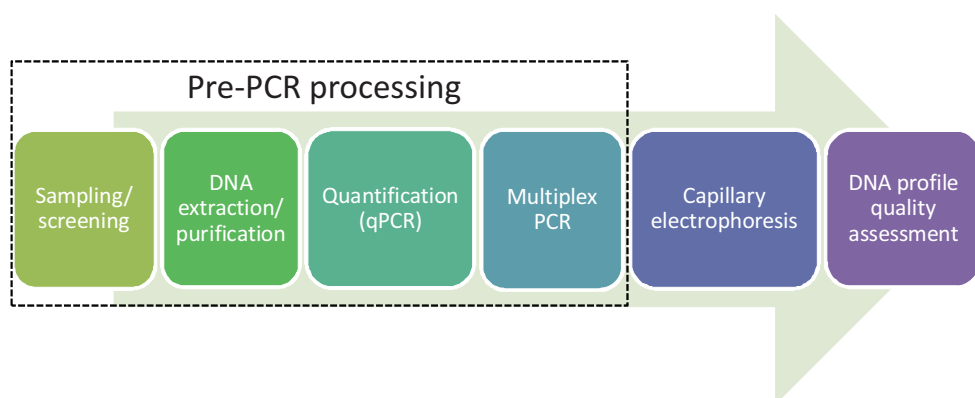 Pre-PCR processing
Sampling/
screening
DNA
extraction/
purification
Quantification
(qPCR)
Multiplex
PCR
Capillary
electrophoresis
DNA profile
quality
assessment